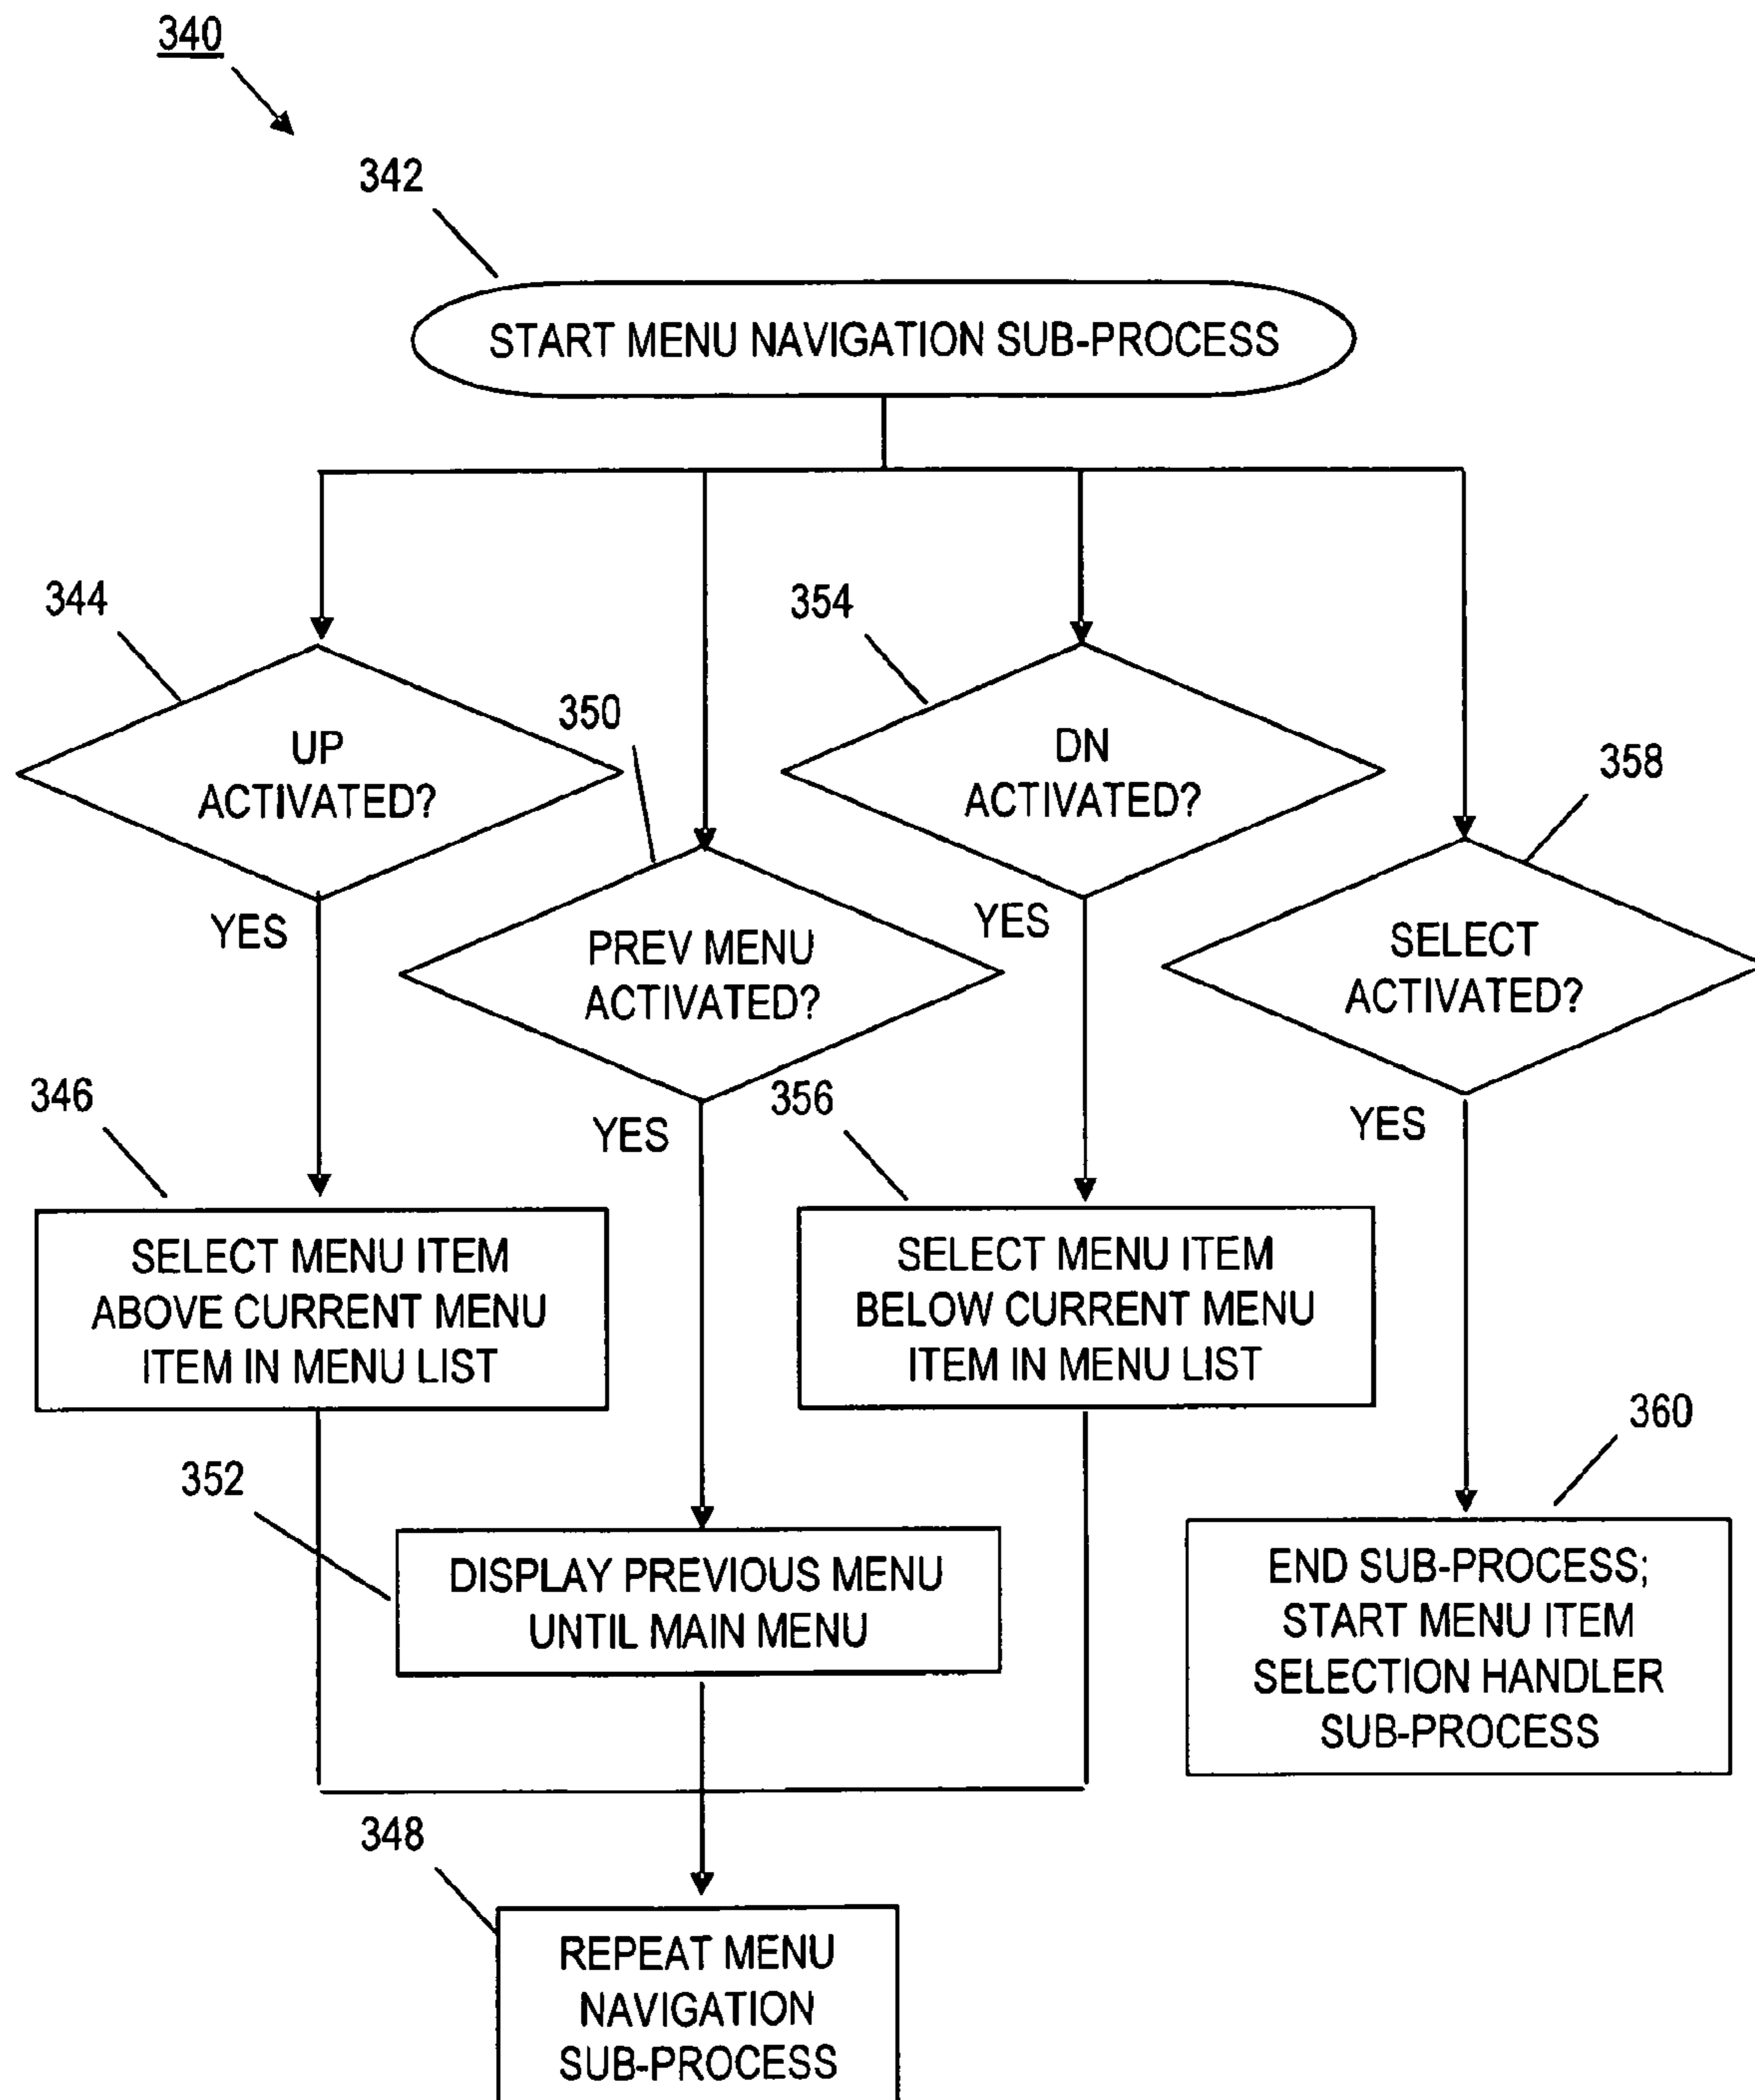 340
342
START MENU NAVIGATION SUB-PROCESS
344
UP
ACTIVATED?
YES
350
PREV MENU
ACTIVATED?
YES
354
DN
ACTIVATED?
YES
358
SELECT
ACTIVATED?
YES
346
SELECT MENU ITEM
ABOVE CURRENT MENU
ITEM IN MENU LIST
356
SELECT MENU ITEM
BELOW CURRENT MENU
ITEM IN MENU LIST
352
DISPLAY PREVIOUS MENU
UNTIL MAIN MENU
360
END SUB-PROCESS;
START MENU ITEM
SELECTION HANDLER
SUB-PROCESS
348
REPEAT MENU
NAVIGATION
SUB-PROCESS